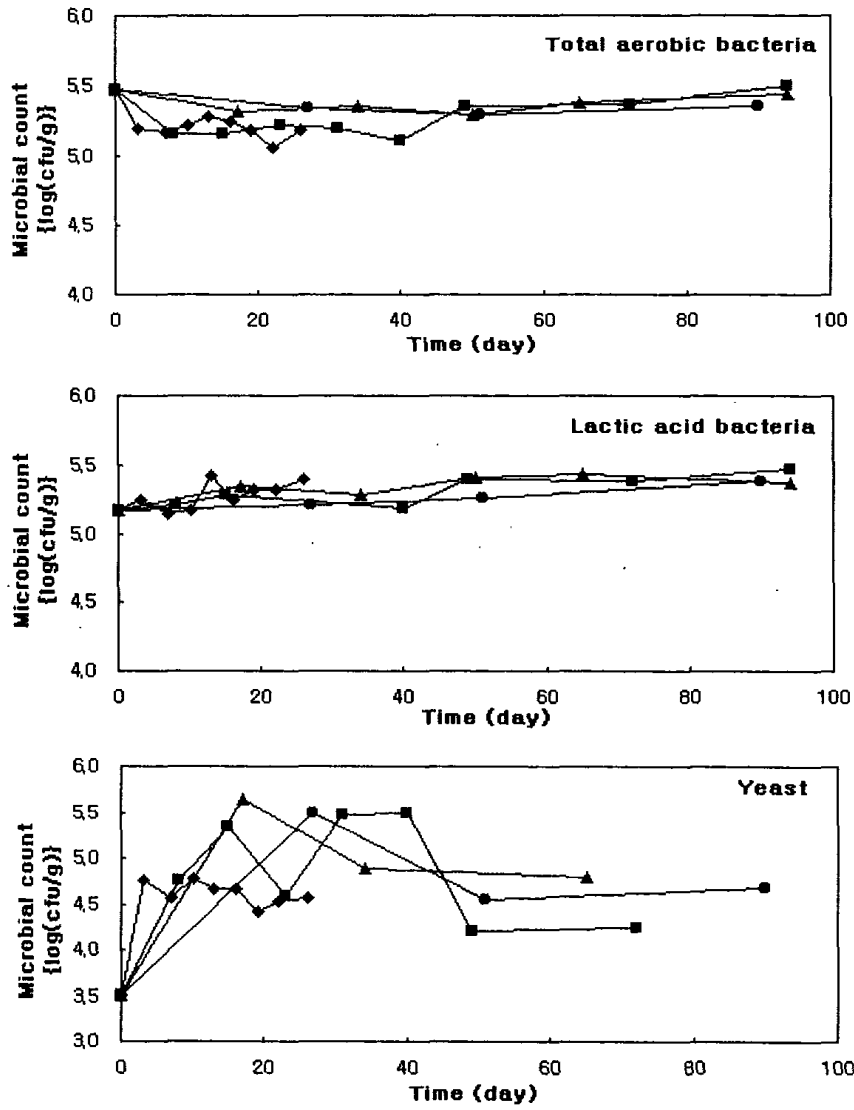 Total aerobic bacteria
Microbial count
{log(cfu/g)}
6,0
5,5
5,0
4,5
4,0
0
20
40
60
80
100
Time (day)
Lactic acid bacteria
Microbial count
{log(cfu/g)}
6,0
5,5
5,0
4,5
4,0
0
20
40
60
80
100
Time (day)
Yeast
Microbial count
{log(cfu/g)}
6,0
5,5
5,0
4,5
4,0
3,5
3,0
0
20
40
60
80
100
Time (day)